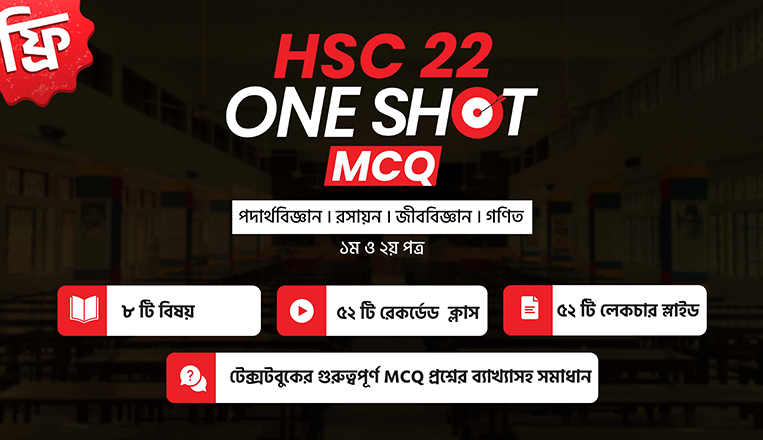 ফ্রি
HSC 22
ONE SHOT
MCQ
পদার্থবিজ্ঞান । রসায়ন । জীববিজ্ঞান । গণিত
১ম ও ২য় পত্র
৮ টি বিষয়
৫২ টি রেকর্ডেড ক্লাস
৫২ টি লেকচার স্লাইড
টেক্সটবুকের গুরুত্বপূর্ণ MCQ প্রশ্নের ব্যাখ্যাসহ সমাধান